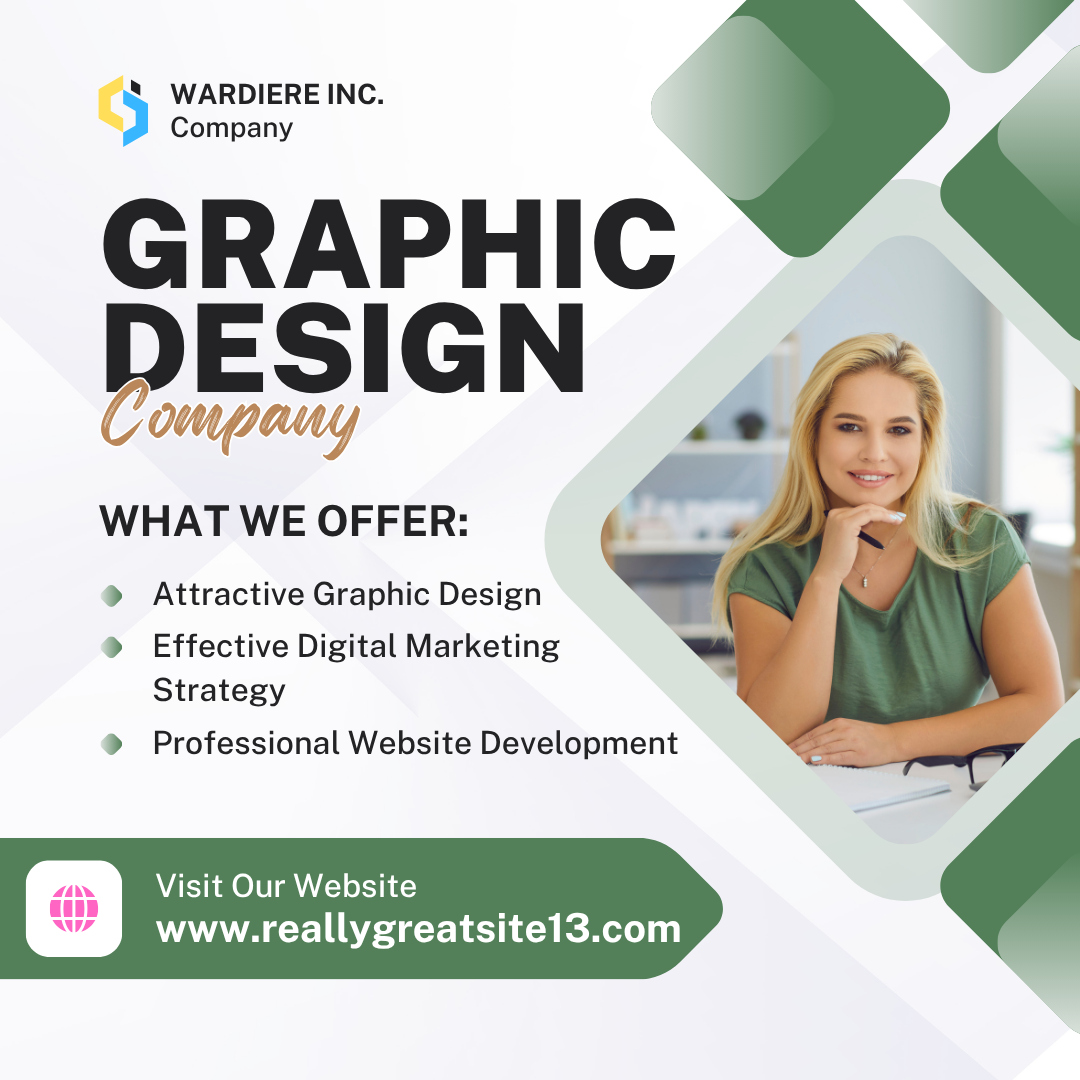 WARDIERE INC.
Company
GRAPHIC
DESIGN
Company
WHAT WE OFFER:
Attractive Graphic Design
Effective Digital Marketing
Strategy
Professional Website Development
Visit Our Website
www.reallygreatsite13.com